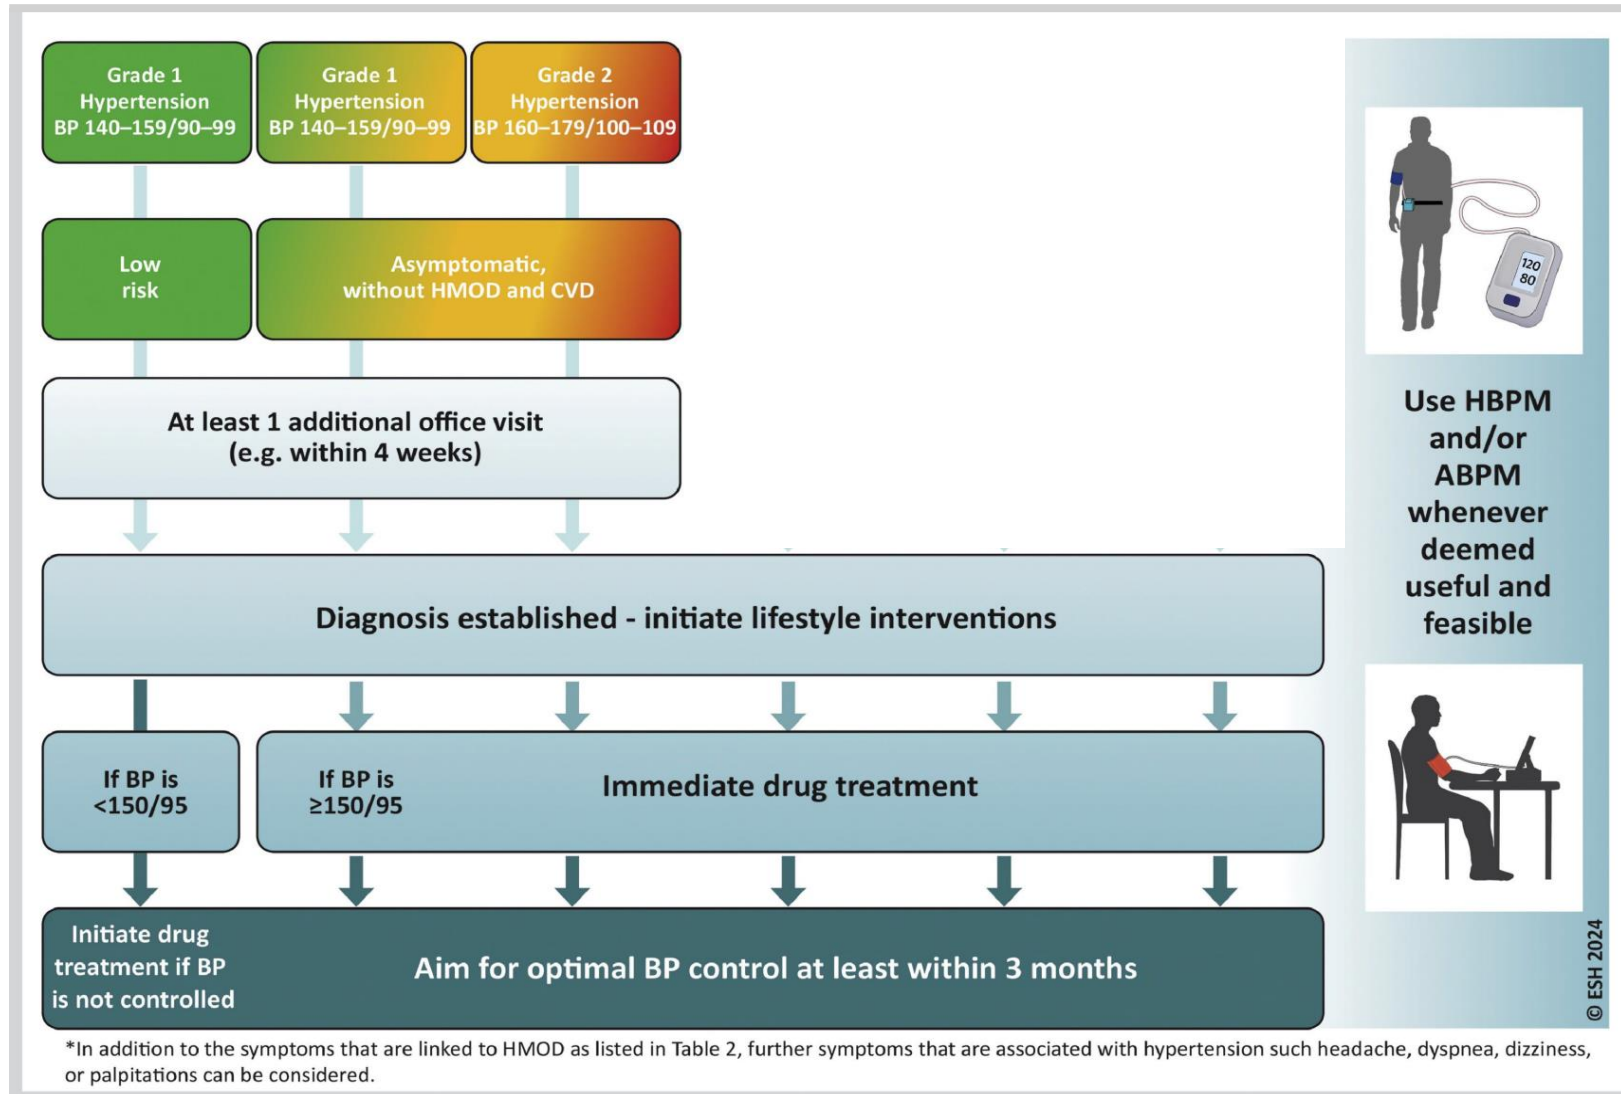 Grade 1
Hypertension
BP 140–159/90–99
Grade 1
Hypertension
BP 140–159/90–99
Grade 2
Hypertension
BP 160–179/100–109
Low
risk
Asymptomatic,
without HMOD and CVD
At least 1 additional office visit
(e.g. within 4 weeks)
Diagnosis established - initiate lifestyle interventions
If BP is
<150/95
If BP is
≥150/95
Immediate drug treatment
Initiate drug
treatment if BP
is not controlled
Aim for optimal BP control at least within 3 months
120
80
Use HBPM
and/or
ABPM
whenever
deemed
useful and
feasible
© ESH 2024
*In addition to the symptoms that are linked to HMOD as listed in Table 2, further symptoms that are associated with hypertension such headache, dyspnea, dizziness,
or palpitations can be considered.